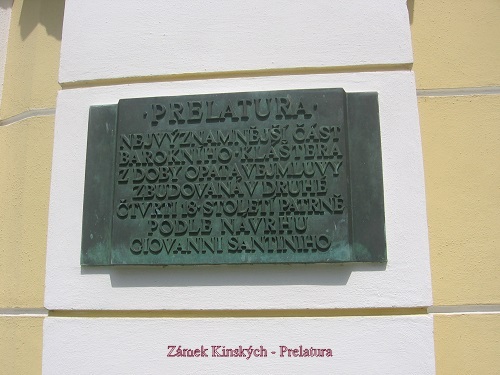 · PRELATURA ·
NEJVÝZNAMNĚJŠÍ ČÁST
BAROKNÍHO KLÁŠTERA
Z DOBY OPATA VEJMLUVY
ZBUDOVANÁ V DRUHÉ
ČTVRTI 18· STOLETÍ PATRNĚ
PODLE NÁVRHU
GIOVANNI SANTINIHO
Zámek Kinských - Prelatura